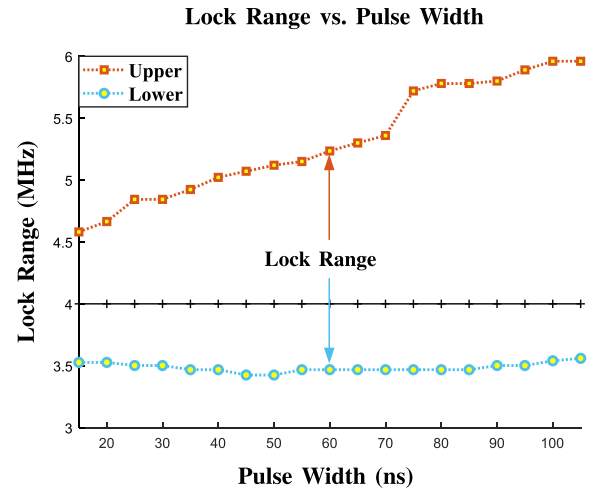 Lock Range vs. Pulse Width
6
Upper
Lower
5.5
5
4.5
Lock Range
4
3.5
3
Lock Range (MHz)
20 30 40 50 60 70 80 90 100
Pulse Width (ns)